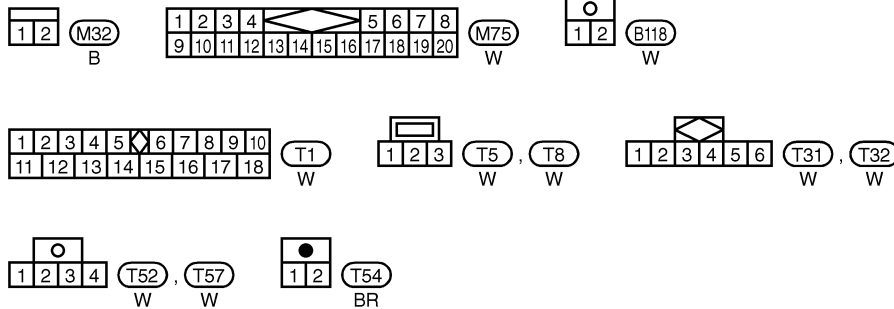 1 2 M32
B
1 2 3 4 5 6 7 8
9 10 11 12 13 14 15 16 17 18 19 20
M75
W
1 2 B118
W
1 2 3 4 5 6 7 8 9 10
11 12 13 14 15 16 17 18
T1
W
1 2 3 T5 , T8
W W
1 2 3 4 5 6 T31 , T32
W W
1 2 3 4 T52 , T57
W W
1 2 T54
BR